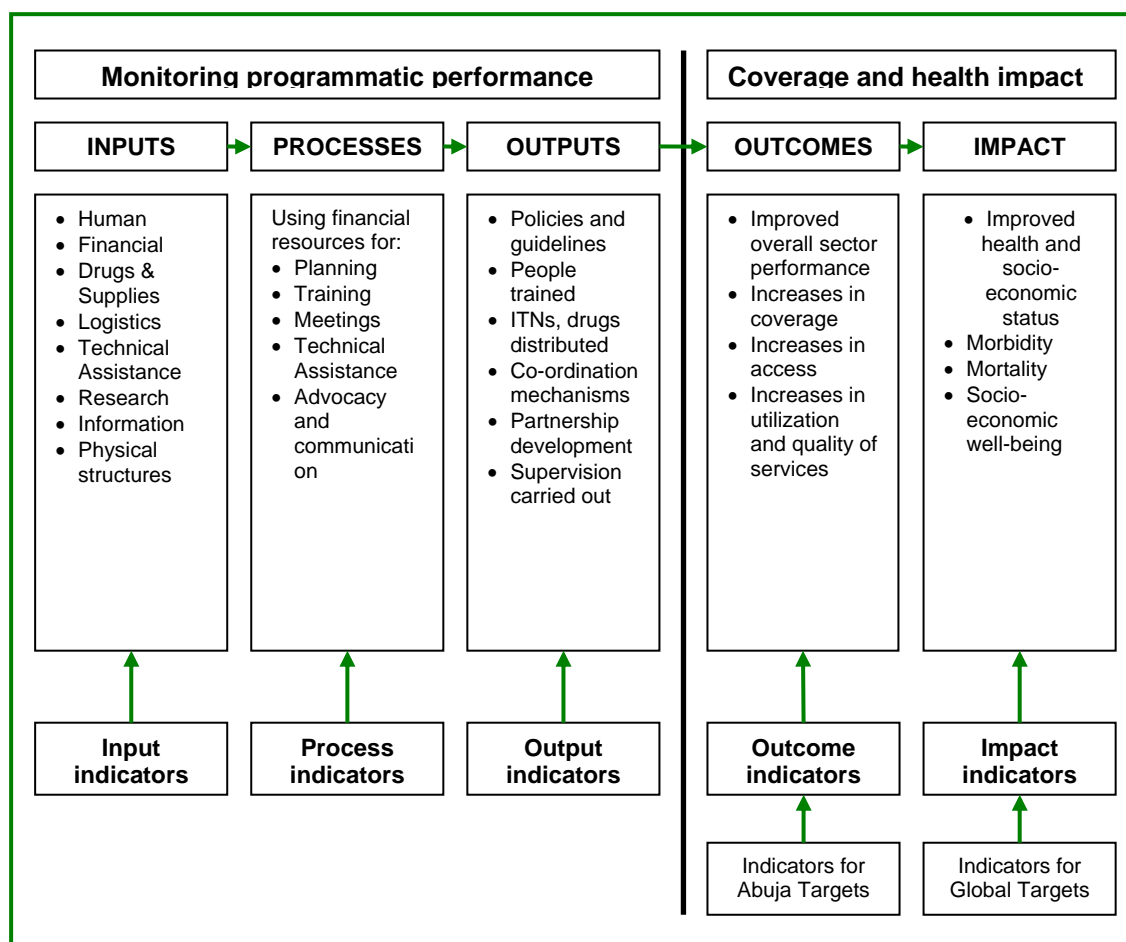 Monitoring programmatic performance
Coverage and health impact
INPUTS
PROCESSES
OUTPUTS
OUTCOMES
IMPACT
• Human
• Financial
• Drugs &
Supplies
• Logistics
• Technical
Assistance
• Research
• Information
• Physical
structures
Using financial
resources for:
• Planning
• Training
• Meetings
• Technical
Assistance
• Advocacy
and
communicati
on
• Policies and
guidelines
• People
trained
• ITNs, drugs
distributed
• Co-ordination
mechanisms
• Partnership
development
• Supervision
carried out
• Improved
overall sector
performance
• Increases in
coverage
• Increases in
access
• Increases in
utilization
and quality of
services
• Improved
health and
socio-
economic
status
• Morbidity
• Mortality
• Socio-
economic
well-being
Input
indicators
Process
indicators
Output
indicators
Outcome
indicators
Impact
indicators
Indicators for
Abuja Targets
Indicators for
Global Targets